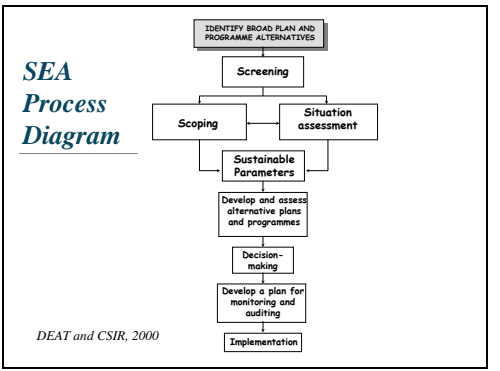 IDENTIFY BROAD PLAN AND
PROGRAMME ALTERNATIVES
SEA
Process
Diagram
Screening
Scoping
Situation
assessment
Sustainable
Parameters
Develop and assess
alternative plans
and programmes
Decision-
making
Develop a plan for
monitoring and
auditing
Implementation
DEAT and CSIR, 2000